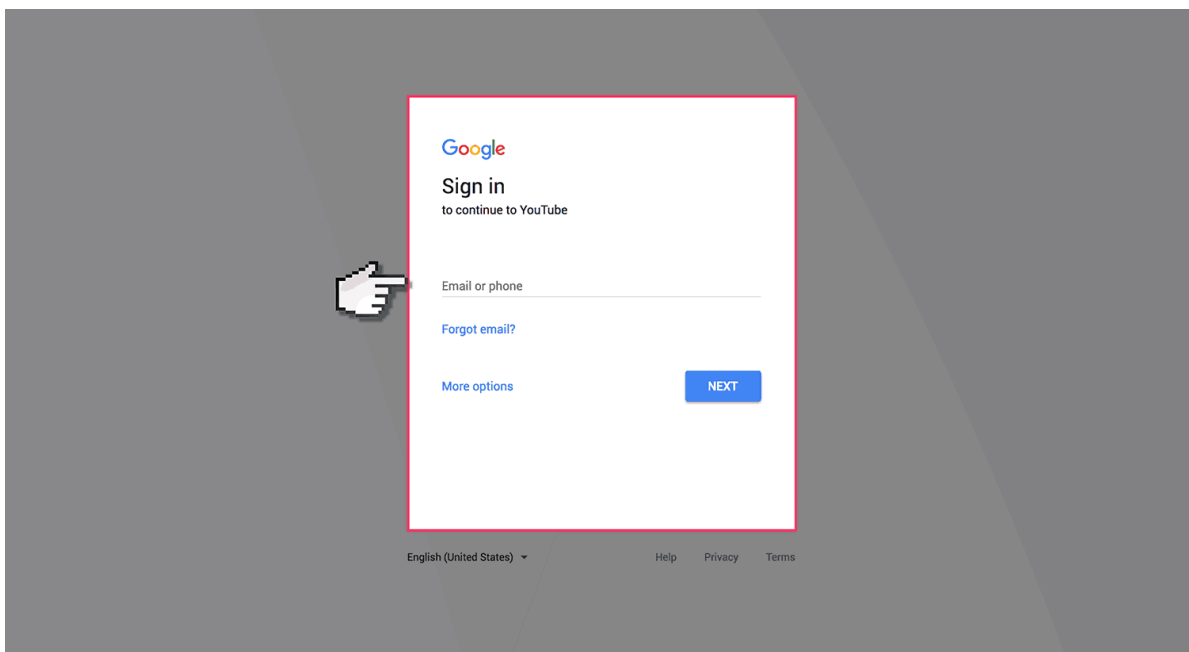 Google
Sign in
to continue to YouTube
Email or phone
Forgot email?
More options NEXT
English (United States) Help Privacy Terms